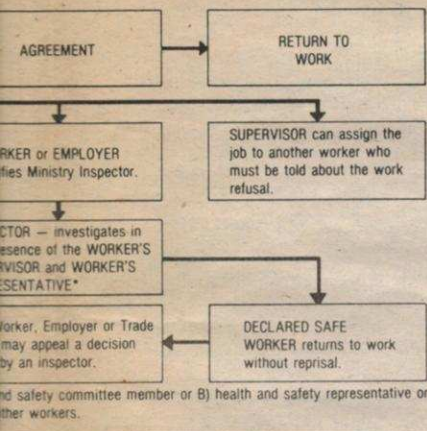 AGREEMENT
RETURN TO
WORK
RKER or EMPLOYER
fies Ministry Inspector.
SUPERVISOR can assign the
job to another worker who
must be told about the work
refusal.
CTOR — investigates in
esence of the WORKER'S
RVISOR and WORKER'S
ESENTATIVE*
Worker, Employer or Trade
may appeal a decision
by an inspector.
DECLARED SAFE
WORKER returns to work
without reprisal.
nd safety committee member or B) health and safety representative or
ther workers.